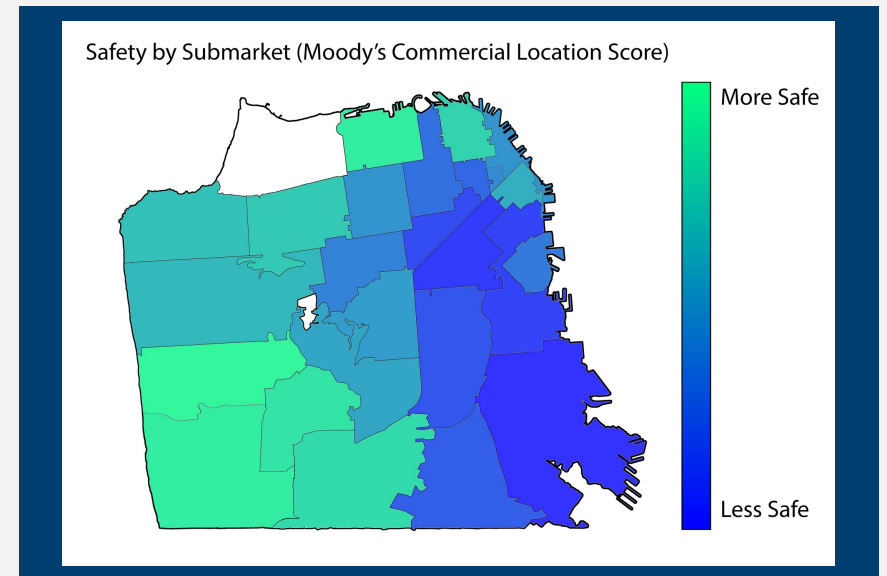 Safety by Submarket (Moody’s Commercial Location Score)
More Safe
Less Safe